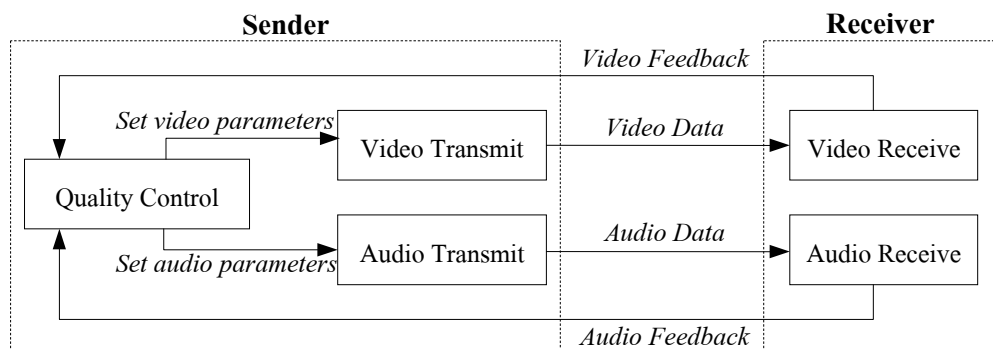 Sender
Receiver
Video Feedback
Set video parameters
Video Transmit
Video Data
Video Receive
Quality Control
Audio Transmit
Audio Data
Audio Receive
Set audio parameters
Audio Feedback